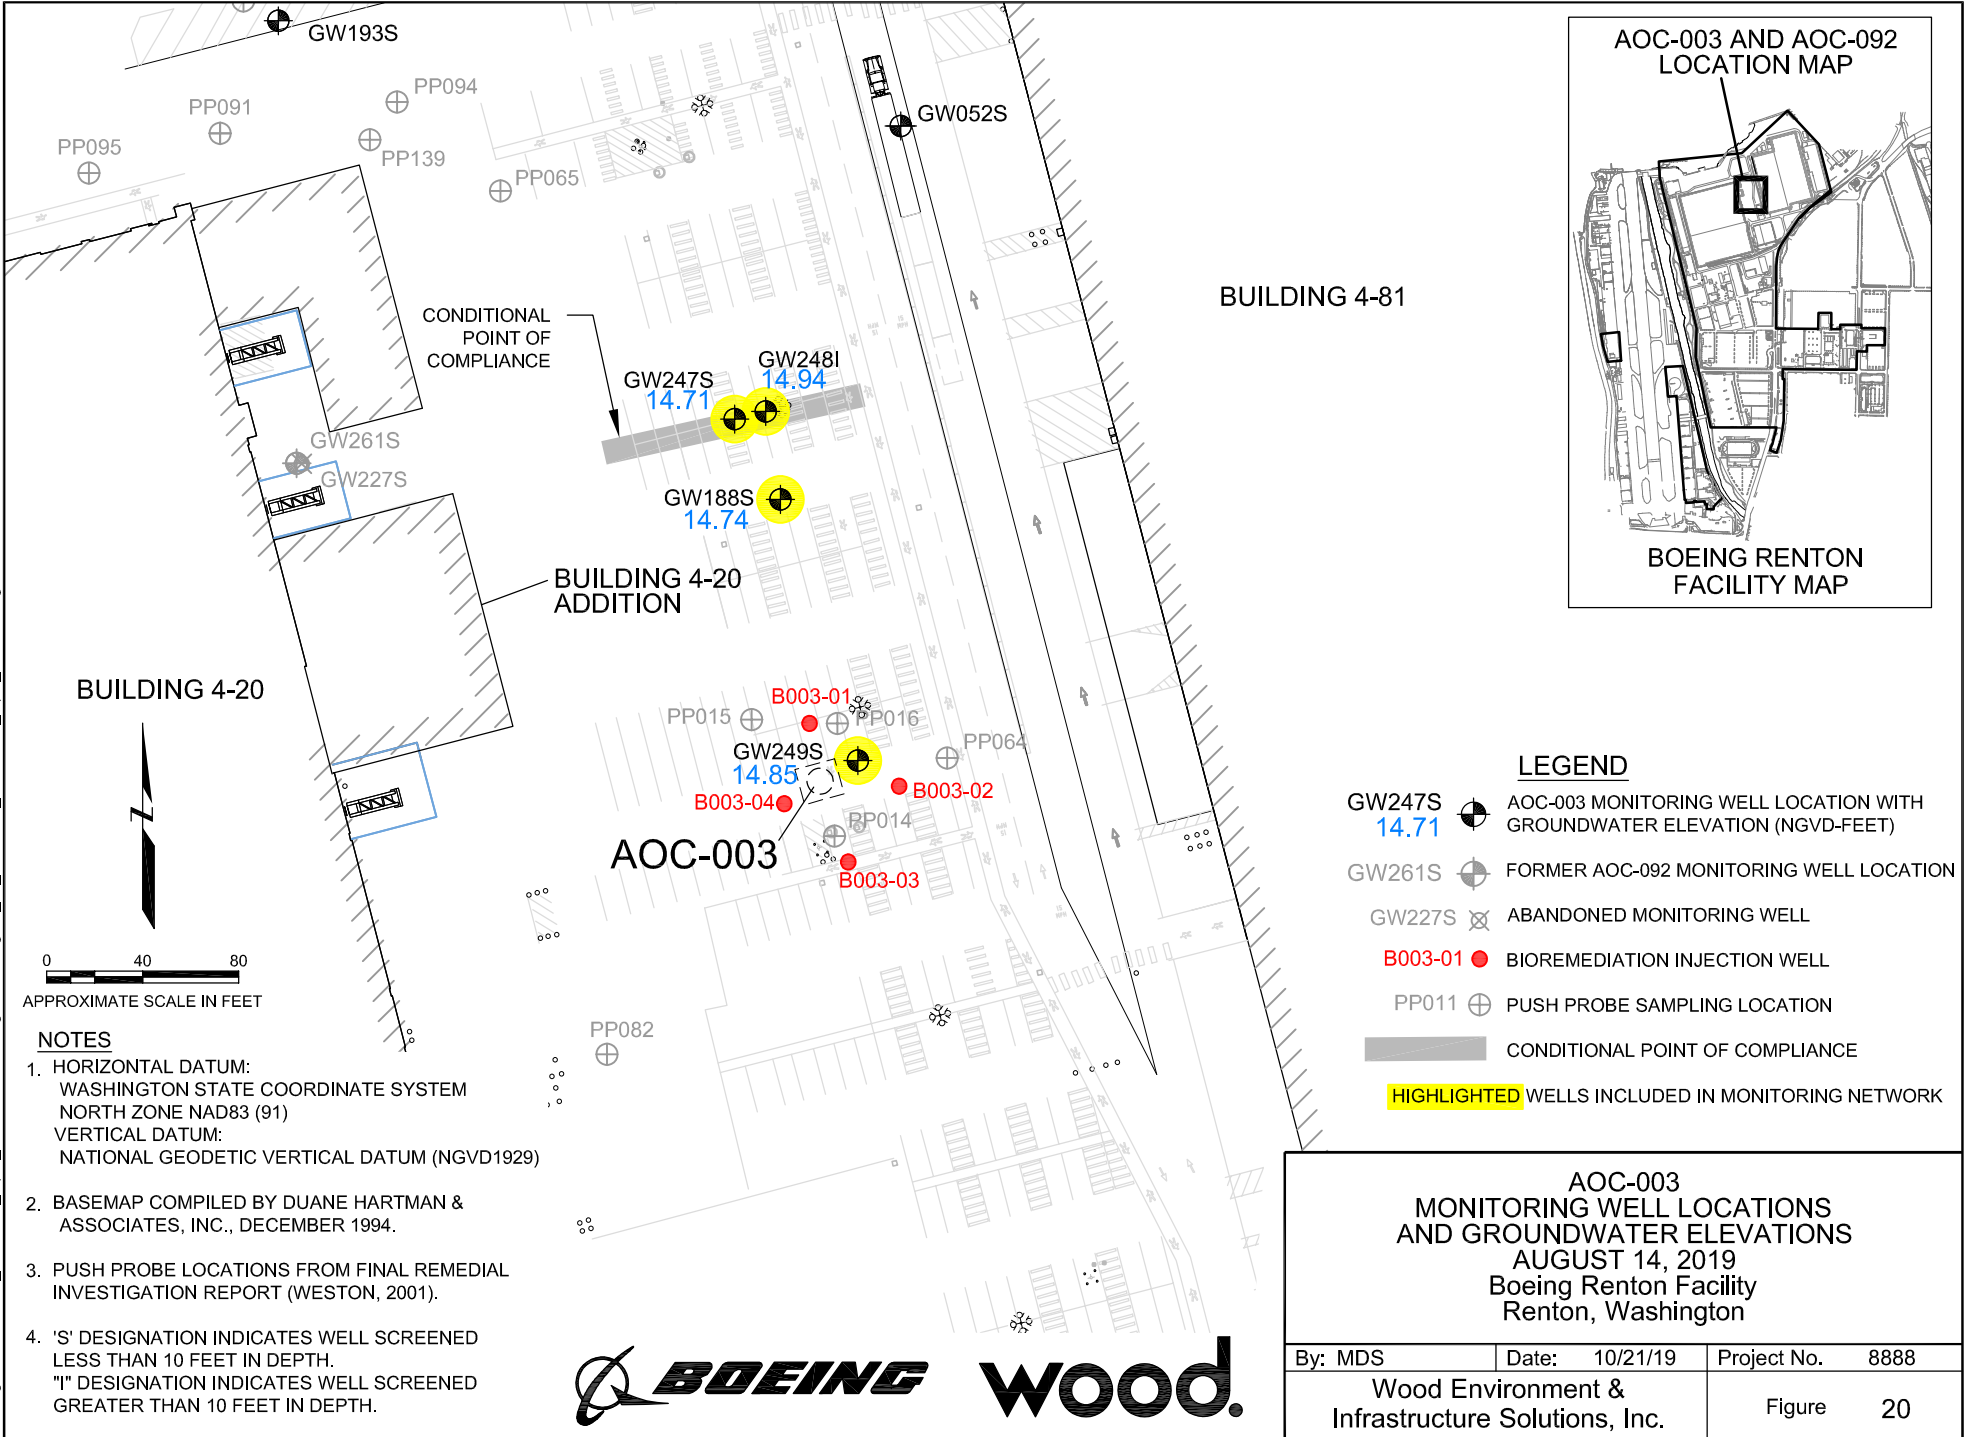 GW193S
PP094
PP091
PP095
PP139
PP065
GW052S
AOC-003 AND AOC-092
LOCATION MAP
BOEING RENTON
FACILITY MAP
BUILDING 4-81
CONDITIONAL
POINT OF
COMPLIANCE
GW247S
14.71
GW248I
14.94
GW261S
GW227S
GW188S
14.74
BUILDING 4-20
ADDITION
BUILDING 4-20
B003-01
PP015
PP016
GW249S
14.85
PP064
B003-02
B003-04
PP014
AOC-003
B003-03
PP082
N
0 40 80
APPROXIMATE SCALE IN FEET
NOTES
1. HORIZONTAL DATUM:
WASHINGTON STATE COORDINATE SYSTEM
NORTH ZONE NAD83 (91)
VERTICAL DATUM:
NATIONAL GEODETIC VERTICAL DATUM (NGVD1929)
2. BASEMAP COMPILED BY DUANE HARTMAN &
ASSOCIATES, INC., DECEMBER 1994.
3. PUSH PROBE LOCATIONS FROM FINAL REMEDIAL
INVESTIGATION REPORT (WESTON, 2001).
4. 'S' DESIGNATION INDICATES WELL SCREENED
LESS THAN 10 FEET IN DEPTH.
"I" DESIGNATION INDICATES WELL SCREENED
GREATER THAN 10 FEET IN DEPTH.
BOEING
wood.
LEGEND
GW247S
14.71
AOC-003 MONITORING WELL LOCATION WITH
GROUNDWATER ELEVATION (NGVD-FEET)
GW261S FORMER AOC-092 MONITORING WELL LOCATION
GW227S ABANDONED MONITORING WELL
B003-01 BIOREMEDIATION INJECTION WELL
PP011 PUSH PROBE SAMPLING LOCATION
CONDITIONAL POINT OF COMPLIANCE
HIGHLIGHTED WELLS INCLUDED IN MONITORING NETWORK
AOC-003
MONITORING WELL LOCATIONS
AND GROUNDWATER ELEVATIONS
AUGUST 14, 2019
Boeing Renton Facility
Renton, Washington
By: MDS Date: 10/21/19 Project No. 8888
Wood Environment &
Infrastructure Solutions, Inc.
Figure 20